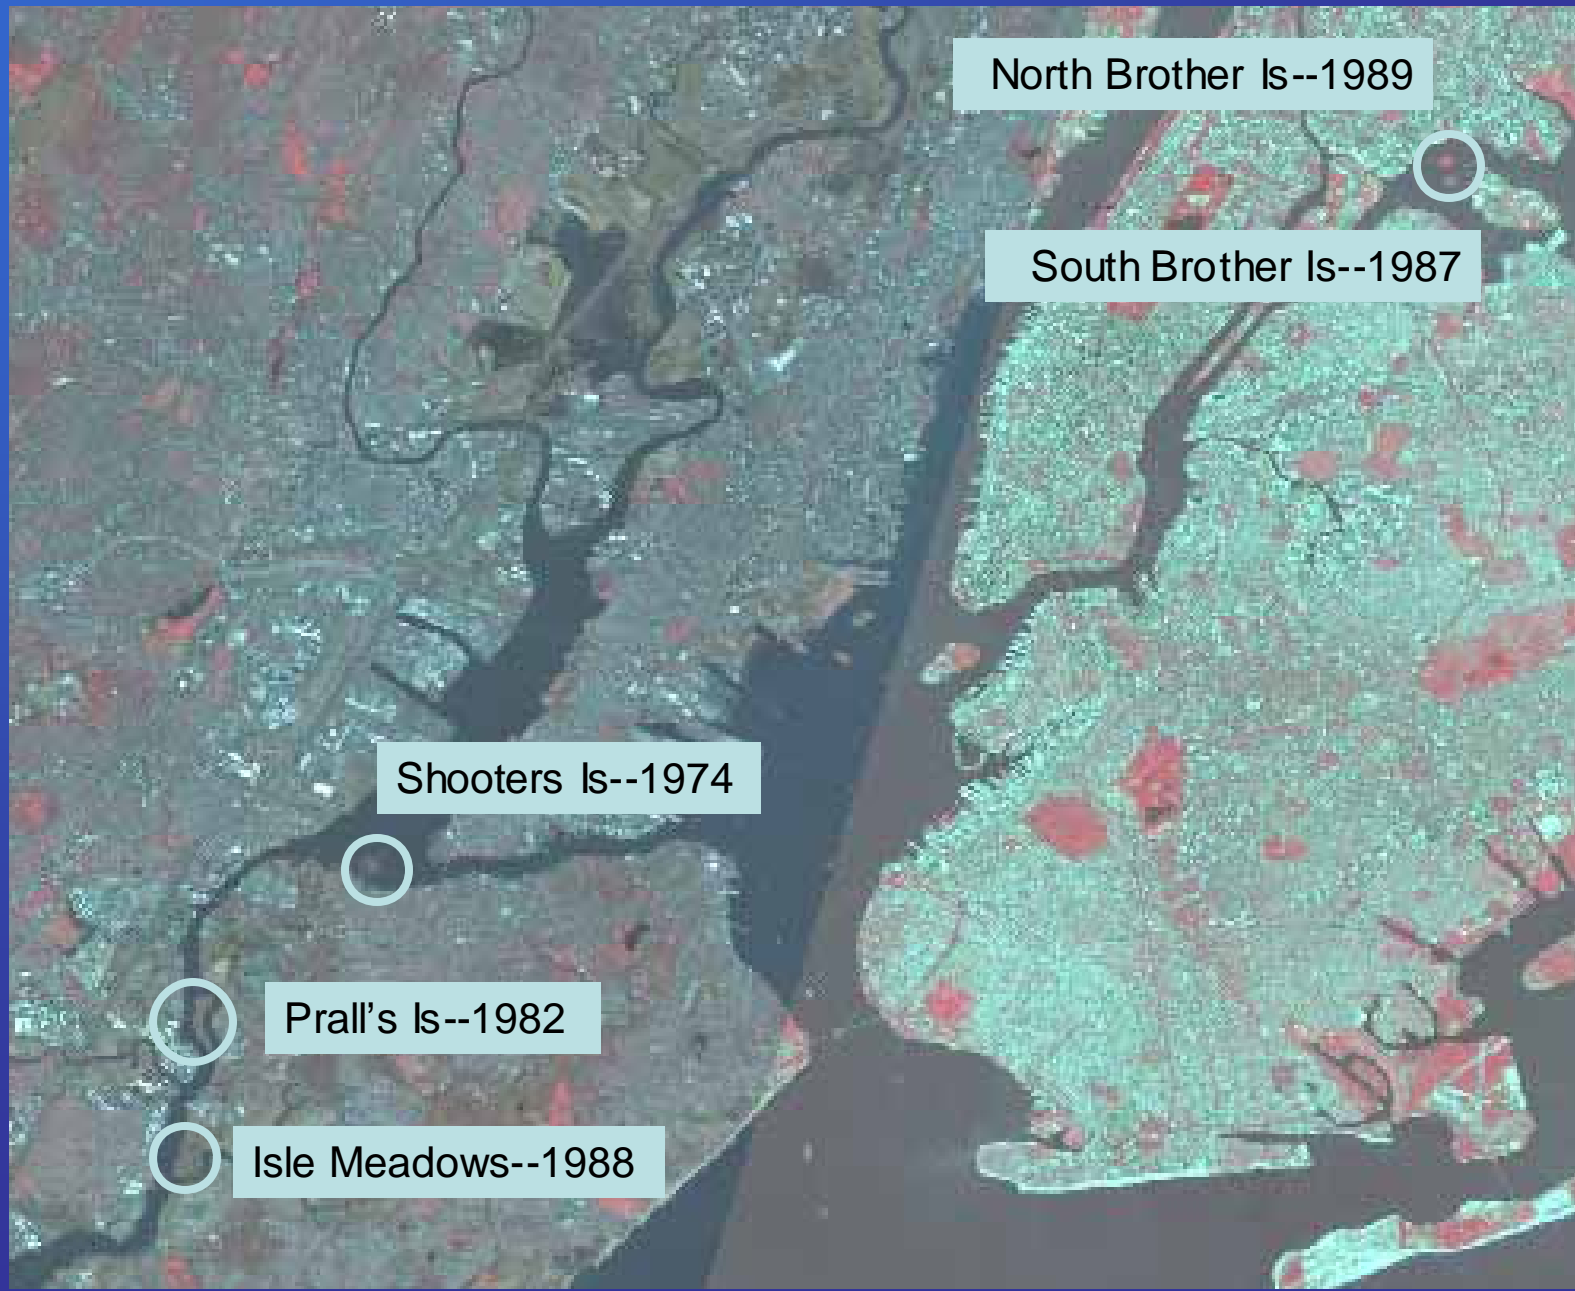 North Brother Is--1989
South Brother Is--1987
Shooters Is--1974
Prall's Is--1982
Isle Meadows--1988